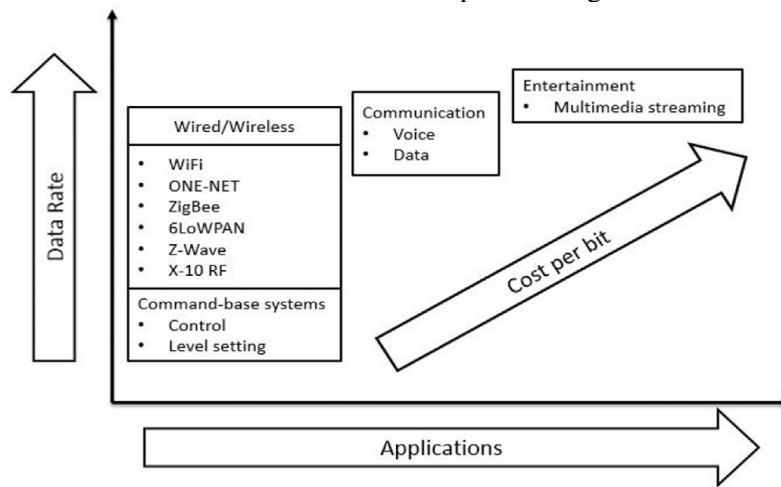 Data Rate
Wired/Wireless
• WiFi
• ONE-NET
• ZigBee
• 6LoWPAN
• Z-Wave
• X-10 RF
Command-base systems
• Control
• Level setting
Communication
• Voice
• Data
Entertainment
• Multimedia streaming
Cost per bit
Applications